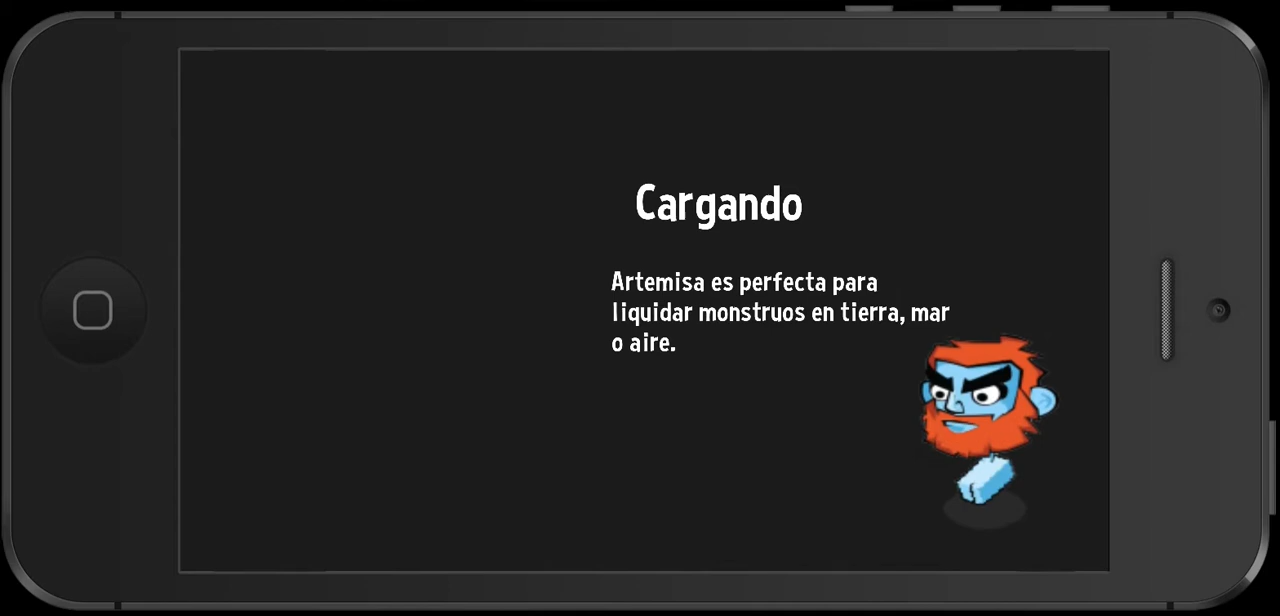 Cargando
Artemisa es perfecta para
liquidar monstruos en tierra, mar
o aire.